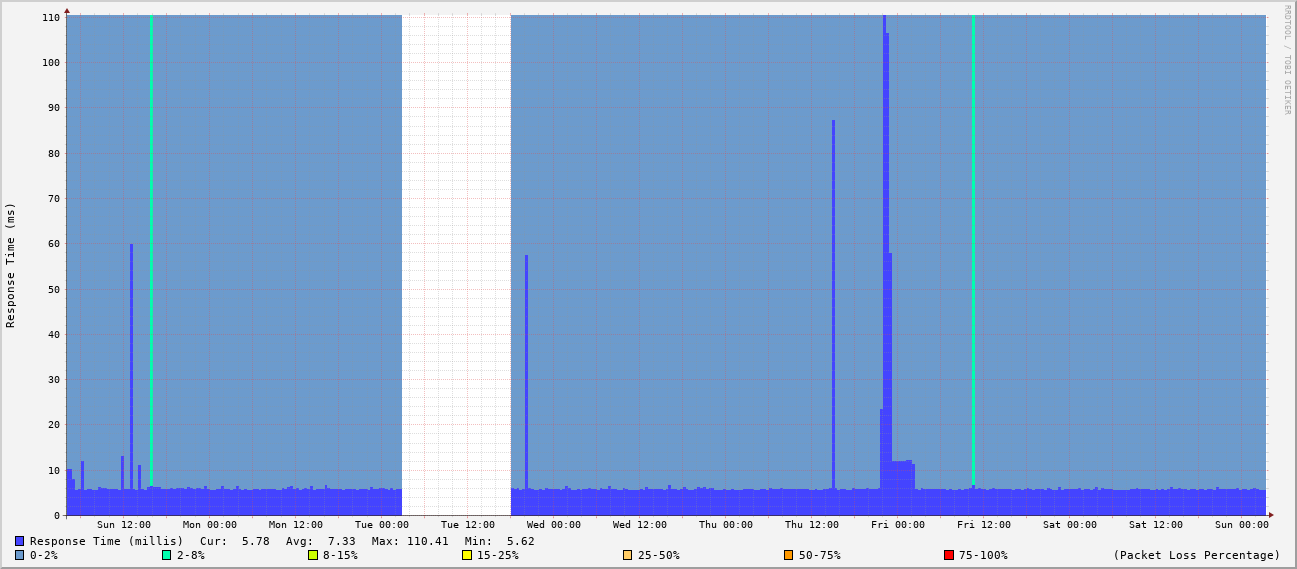 RRDTOOL / TOBI OETIKER
Response Time (ms)
110
100
90
80
70
60
50
40
30
20
10
0
Sun 12:00 Mon 00:00 Mon 12:00 Tue 00:00 Tue 12:00 Wed 00:00 Wed 12:00 Thu 00:00 Thu 12:00 Fri 00:00 Fri 12:00 Sat 00:00 Sat 12:00 Sun 00:00
Response Time (millis) Cur: 5.78 Avg: 7.33 Max: 110.41 Min: 5.62
0-2% 2-8% 8-15% 15-25% 25-50% 50-75% 75-100% (Packet Loss Percentage)